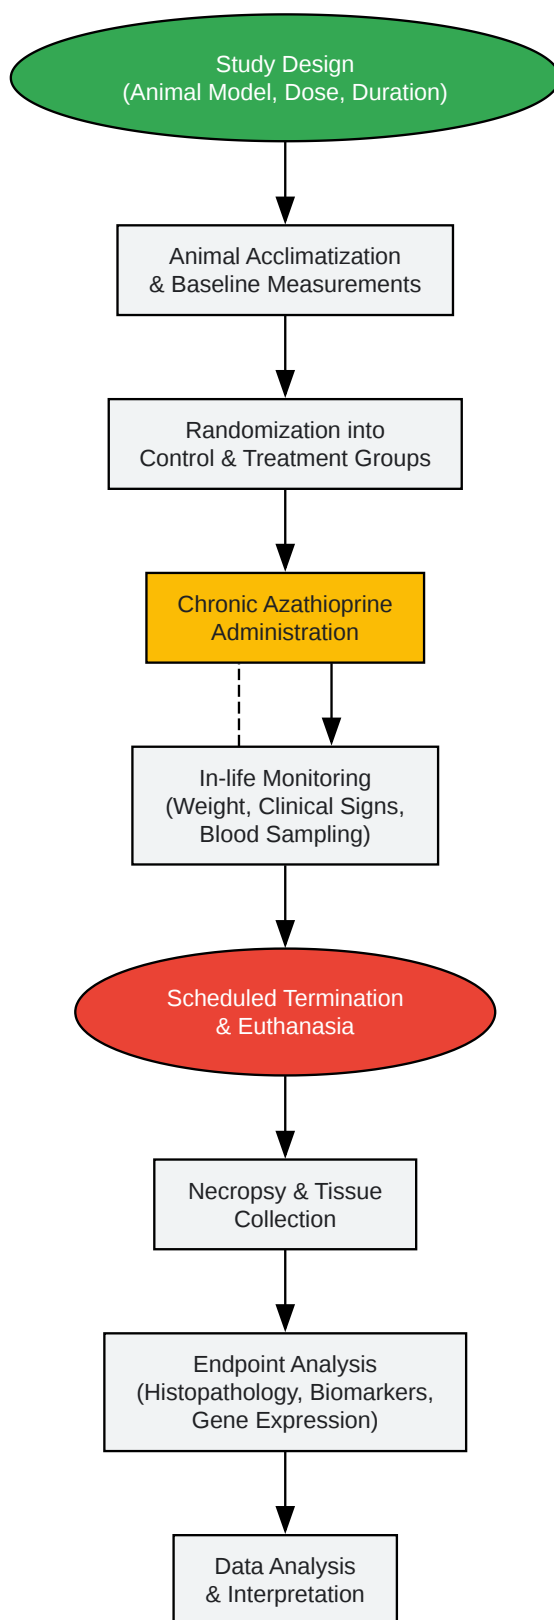 Study Design
(Animal Model, Dose, Duration)
Animal Acclimatization
& Baseline Measurements
Randomization into
Control & Treatment Groups
Chronic Azathioprine
Administration
In-life Monitoring
(Weight, Clinical Signs,
Blood Sampling)
Scheduled Termination
& Euthanasia
Necropsy & Tissue
Collection
Endpoint Analysis
(Histopathology, Biomarkers,
Gene Expression)
Data Analysis
& Interpretation